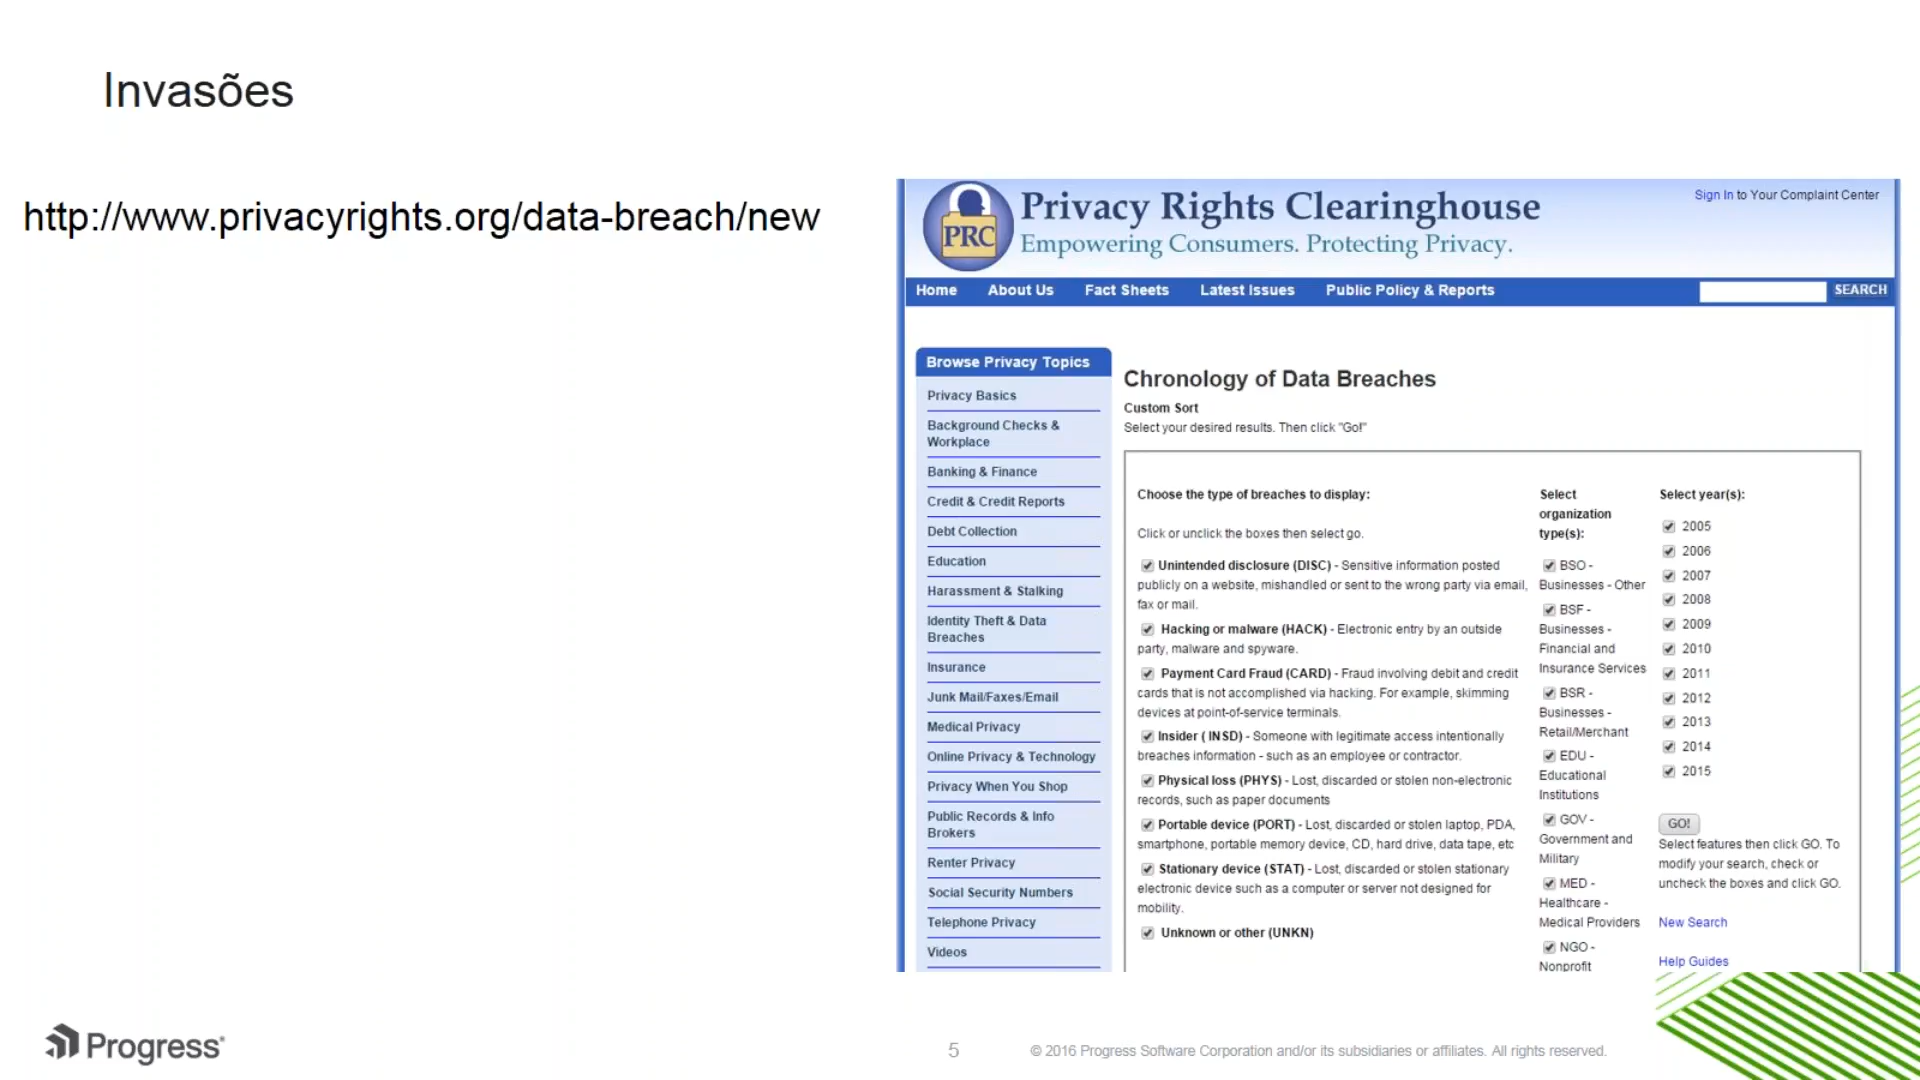 Invasões
http://www.privacyrights.org/data-breach/new
PRC
Privacy Rights Clearinghouse
Empowering Consumers. Protecting Privacy.
Sign In to Your Complaint Center
Home About Us Fact Sheets Latest Issues Public Policy & Reports SEARCH
Browse Privacy Topics
Privacy Basics
Background Checks &
Workplace
Banking & Finance
Credit & Credit Reports
Debt Collection
Education
Harassment & Stalking
Identity Theft & Data
Breaches
Insurance
Junk Mail/Faxes/Email
Medical Privacy
Online Privacy & Technology
Privacy When You Shop
Public Records & Info
Brokers
Renter Privacy
Social Security Numbers
Telephone Privacy
Videos
Chronology of Data Breaches
Custom Sort
Select your desired results. Then click "Go!"
Choose the type of breaches to display:
Click or unclick the boxes then select go.
Unintended disclosure (DISC) - Sensitive information posted
publicly on a website, mishandled or sent to the wrong party via email,
fax or mail.
Hacking or malware (HACK) - Electronic entry by an outside
party, malware and spyware.
Payment Card Fraud (CARD) - Fraud involving debit and credit
cards that is not accomplished via hacking. For example, skimming
devices at point-of-service terminals.
Insider ( INSD) - Someone with legitimate access intentionally
breaches information - such as an employee or contractor.
Physical loss (PHYS) - Lost, discarded or stolen non-electronic
records, such as paper documents
Portable device (PORT) - Lost, discarded or stolen laptop, PDA,
smartphone, portable memory device, CD, hard drive, data tape, etc
Stationary device (STAT) - Lost, discarded or stolen stationary
electronic device such as a computer or server not designed for
mobility.
Unknown or other (UNKN)
Select
organization
type(s):
BSO -
Businesses - Other
BSF -
Businesses -
Financial and
Insurance Services
BSR -
Businesses -
Retail/Merchant
EDU -
Educational
Institutions
GOV -
Government and
Military
MED -
Healthcare -
Medical Providers
NGO -
Nonprofit
Select year(s):
2005
2006
2007
2008
2009
2010
2011
2012
2013
2014
2015
GO!
Select features then click GO. To
modify your search, check or
uncheck the boxes and click GO.
New Search
Help Guides
Progress
5
© 2016 Progress Software Corporation and/or its subsidiaries or affiliates. All rights reserved.